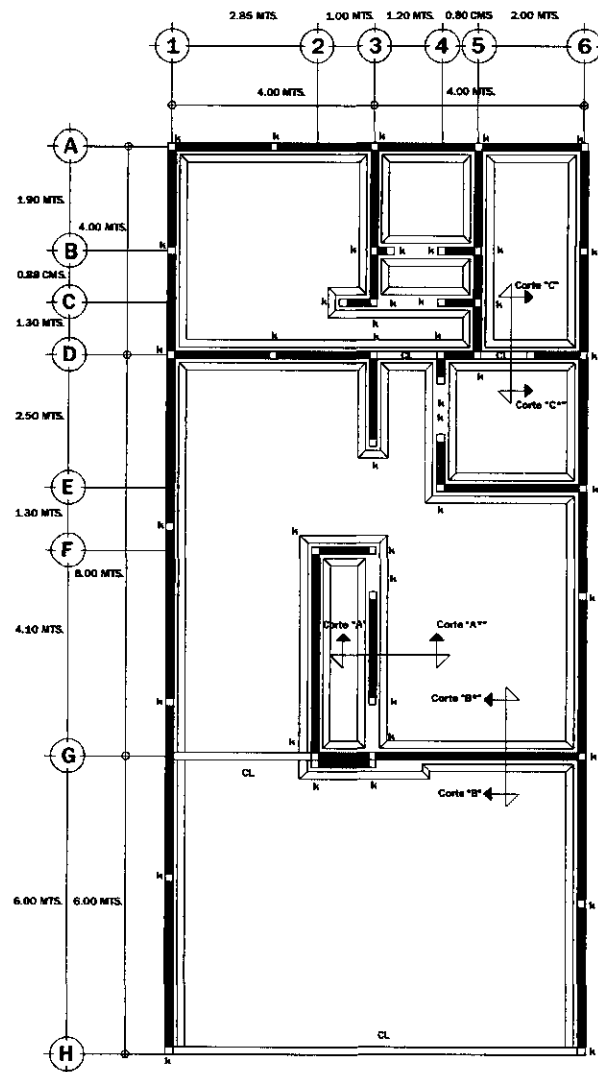 2.85 MTS. 1.00 MTS. 1.20 MTS. 0.80 CMS 2.00 MTS.
1 2 3 4 5 6
4.00 MTS. 4.00 MTS.
k k k k k
A
1.90 MTS.
4.00 MTS.
B
k k k k k
0.88 CMS.
Corte "C"
C
k k k
1.30 MTS.
k k k
D
k CL CL k
k
Corte "C'"
k
2.50 MTS.
k
E
k k
1.30 MTS.
k
k
F
k
8.00 MTS.
k
k
4.10 MTS.
Corte "A" Corte "A'"
k k
Corte "B'"
k k
G
CL
k k
Corte "B"
k
6.00 MTS. 6.00 MTS.
k
CL
H
k
k